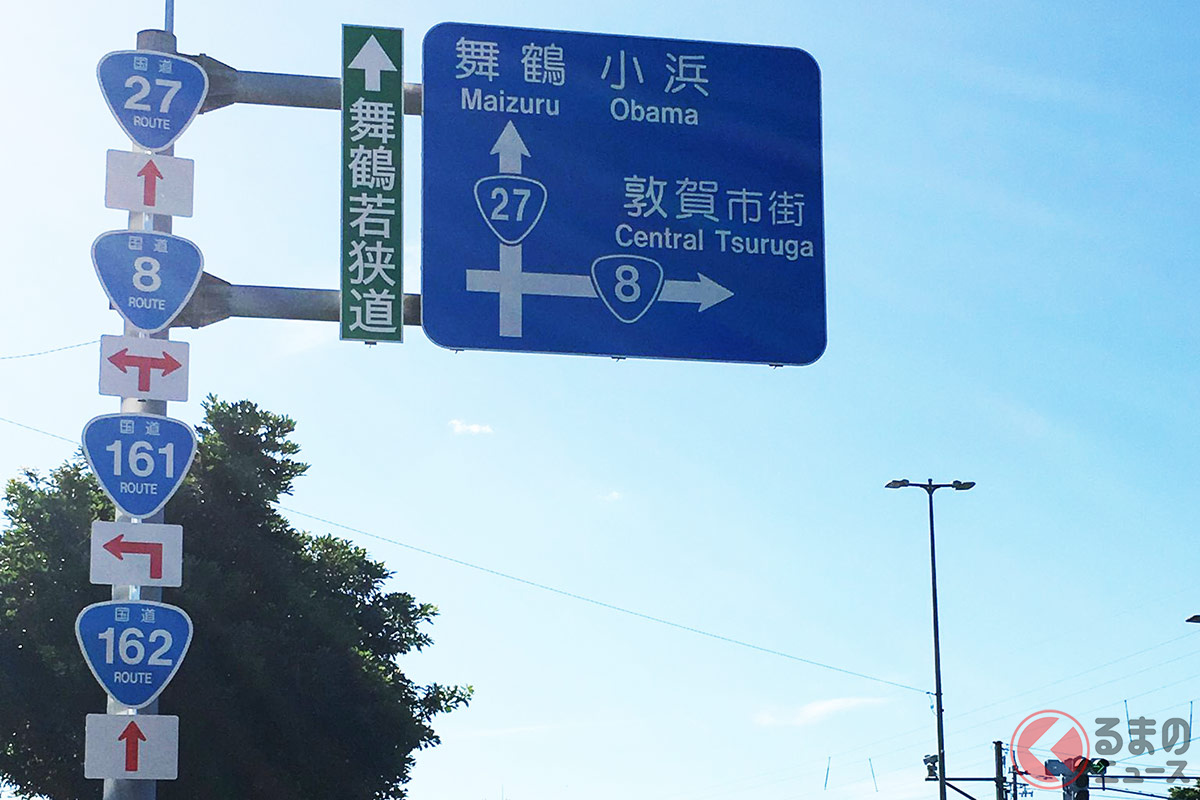 国道
27
ROUTE
国道
8
ROUTE
国道
161
ROUTE
国道
162
ROUTE
舞鶴若狭道
舞鶴 小浜
Maizuru Obama
27
敦賀市街
Central Tsuruga
8
くるまの
ニュース